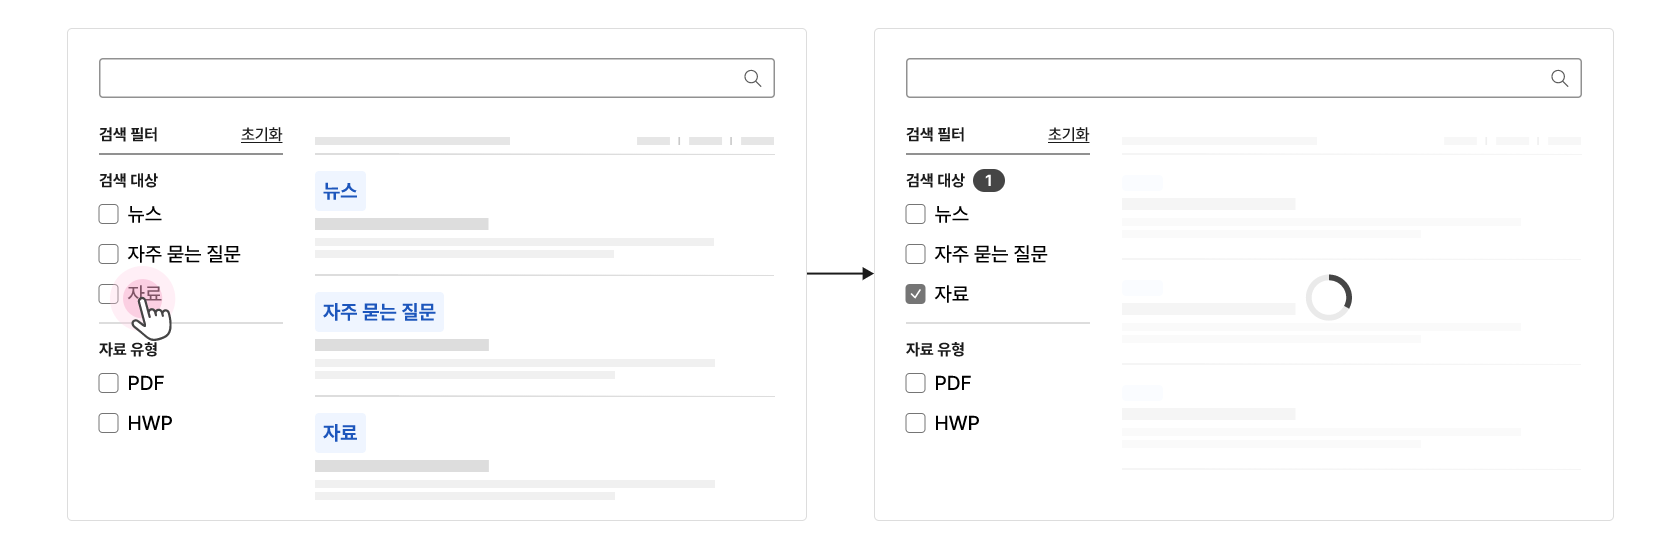 검색 필터 초기화
검색 대상
뉴스
자주 묻는 질문
자료
자료 유형
PDF
HWP
뉴스
자주 묻는 질문
자료
검색 필터 초기화
검색 대상 1
뉴스
자주 묻는 질문
자료
자료 유형
PDF
HWP